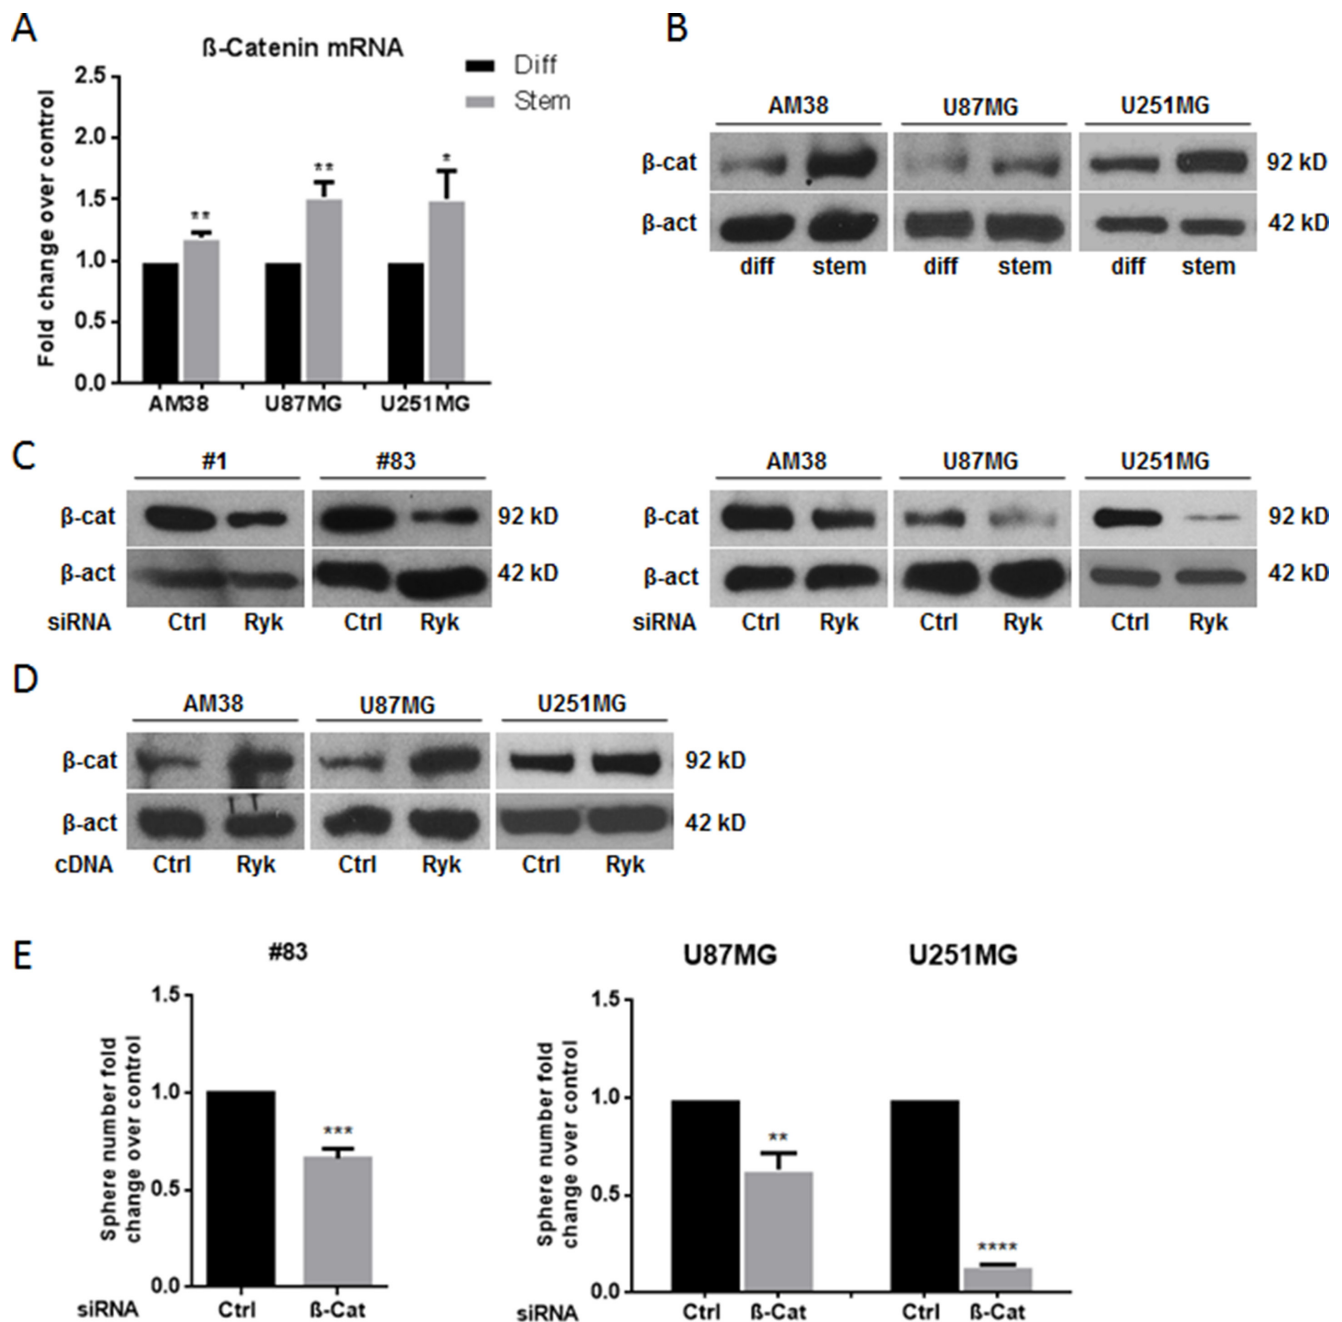 A
ß-Catenin mRNA
Diff
Stem
Fold change over control
2.5
2.0
1.5
1.0
0.5
0.0
**
**
*
AM38 U87MG U251MG
B
AM38 U87MG U251MG
β-cat 92 kD
β-act 42 kD
diff stem diff stem diff stem
C
#1 #83
β-cat 92 kD
β-act 42 kD
siRNA Ctrl Ryk Ctrl Ryk
AM38 U87MG U251MG
β-cat 92 kD
β-act 42 kD
siRNA Ctrl Ryk Ctrl Ryk Ctrl Ryk
D
AM38 U87MG U251MG
β-cat 92 kD
β-act 42 kD
cDNA Ctrl Ryk Ctrl Ryk Ctrl Ryk
E
#83
Sphere number fold
change over control
1.5
1.0
0.5
0.0
***
siRNA Ctrl ß-Cat
U87MG U251MG
Sphere number fold
change over control
1.5
1.0
0.5
0.0
**
****
siRNA Ctrl ß-Cat Ctrl ß-Cat